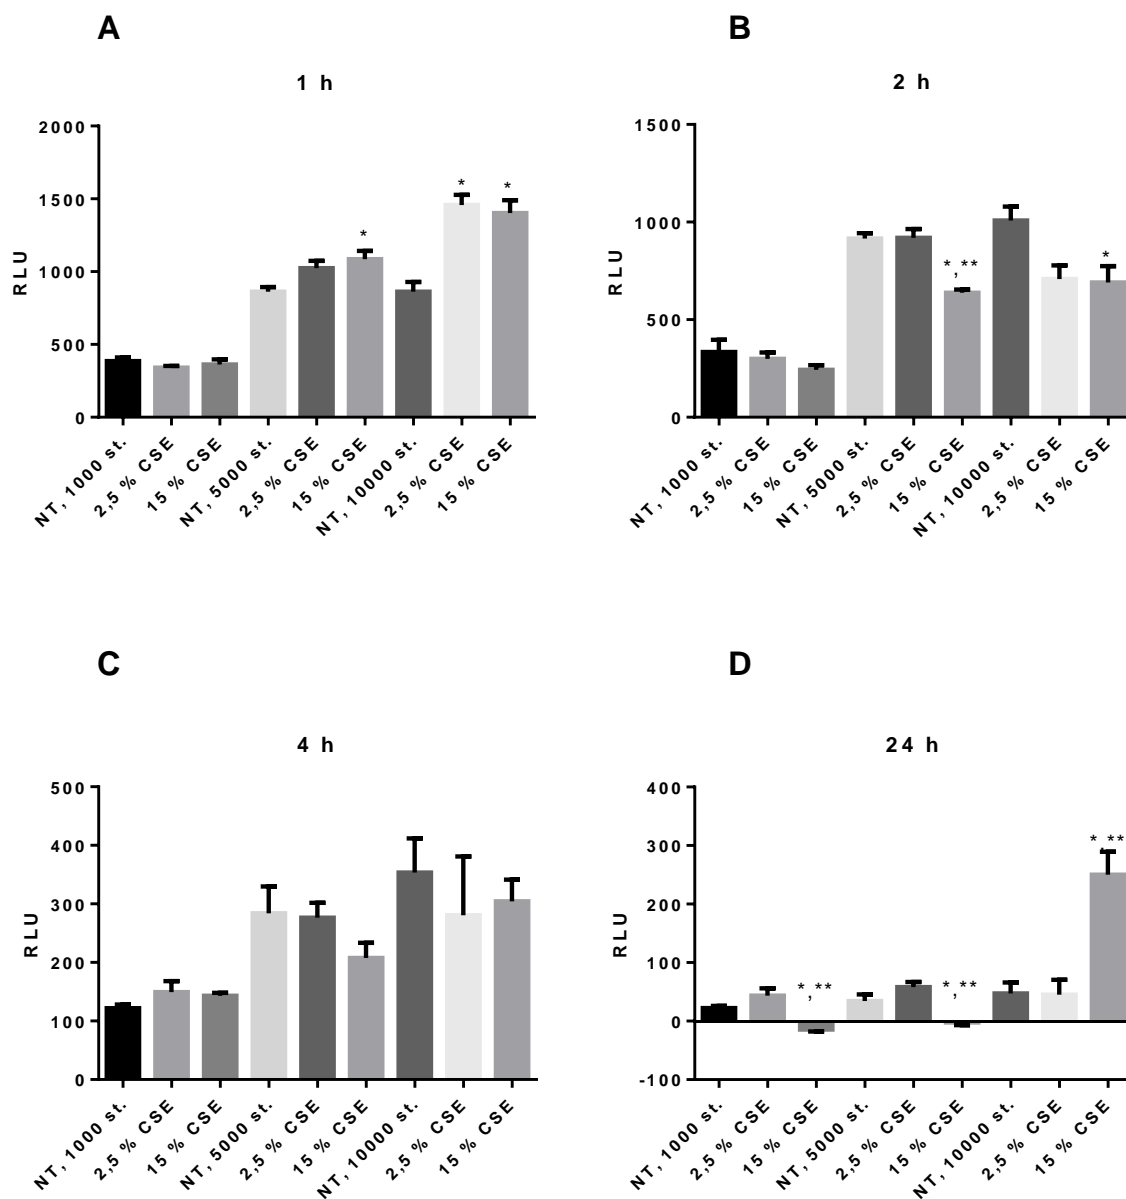 A
1 h
2000
1500
1000
500
0
RLU
* * * *
NT, 1000 st.
2,5 % CSE
15 % CSE
NT, 5000 st.
2,5 % CSE
15 % CSE
NT, 10000 st.
2,5 % CSE
15 % CSE
B
2 h
1500
1000
500
0
RLU
*,**
*
NT, 1000 st.
2,5 % CSE
15 % CSE
NT, 5000 st.
2,5 % CSE
15 % CSE
NT, 10000 st.
2,5 % CSE
15 % CSE
C
4 h
500
400
300
200
100
0
RLU
NT, 1000 st.
2,5 % CSE
15 % CSE
NT, 5000 st.
2,5 % CSE
15 % CSE
NT, 10000 st.
2,5 % CSE
15 % CSE
D
24 h
400
300
200
100
0
-100
RLU
*,**
*,**
*,**
NT, 1000 st.
2,5 % CSE
15 % CSE
NT, 5000 st.
2,5 % CSE
15 % CSE
NT, 10000 st.
2,5 % CSE
15 % CSE